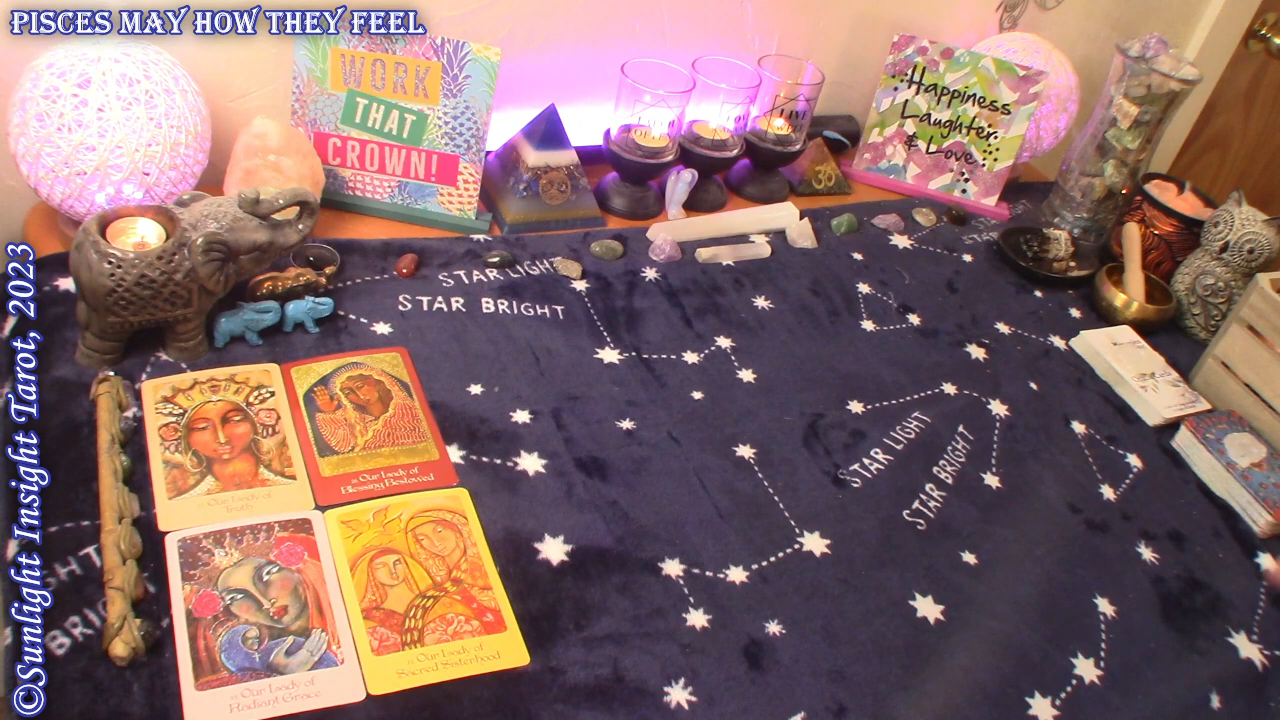 PISCES MAY HOW THEY FEEL
©Sunlight Insight Tarot, 2023
WORK
THAT
CROWN!
Happiness
Laughter
& Love
STAR LIGHT
STAR BRIGHT
STAR LIGHT
STAR BRIGHT
Our Lady of
Truth
Our Lady of
Blessing Bestowed
Our Lady of
Radiant Grace
Our Lady of
Sacred Sisterhood